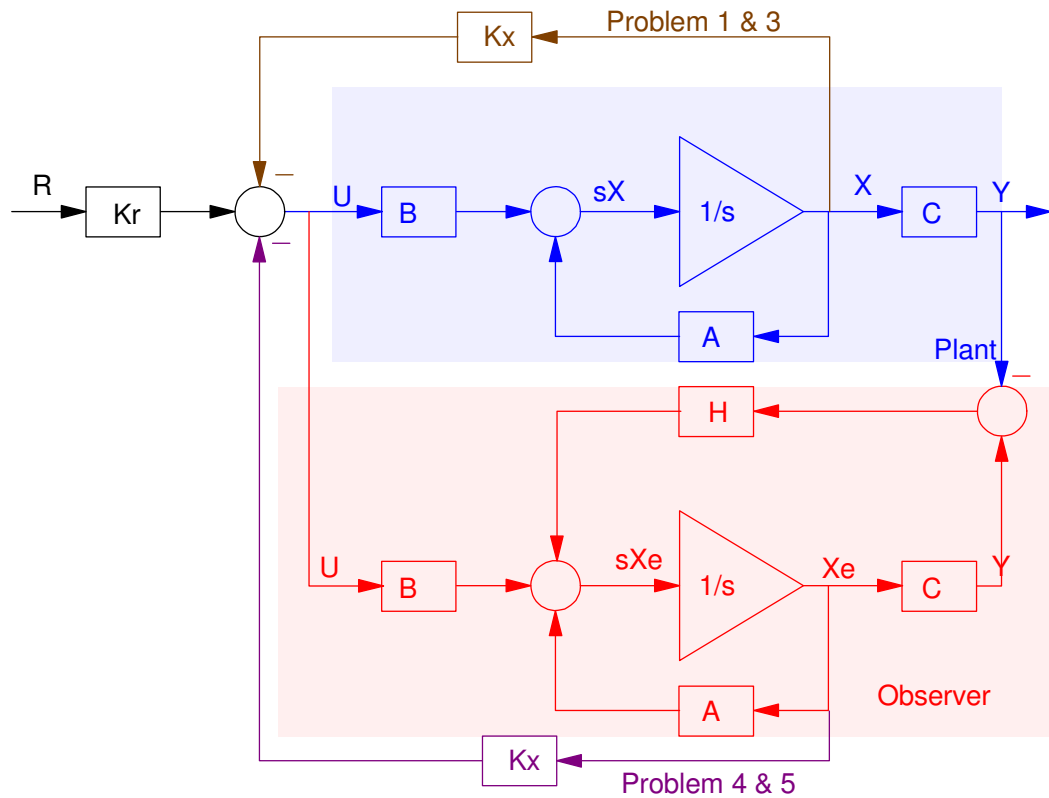 Problem 1 & 3
Kx
R
Kr
U
B
sX
1/s
X
C
Y
A
Plant
H
U
B
sXe
1/s
Xe
C
Y
A
Observer
Kx
Problem 4 & 5